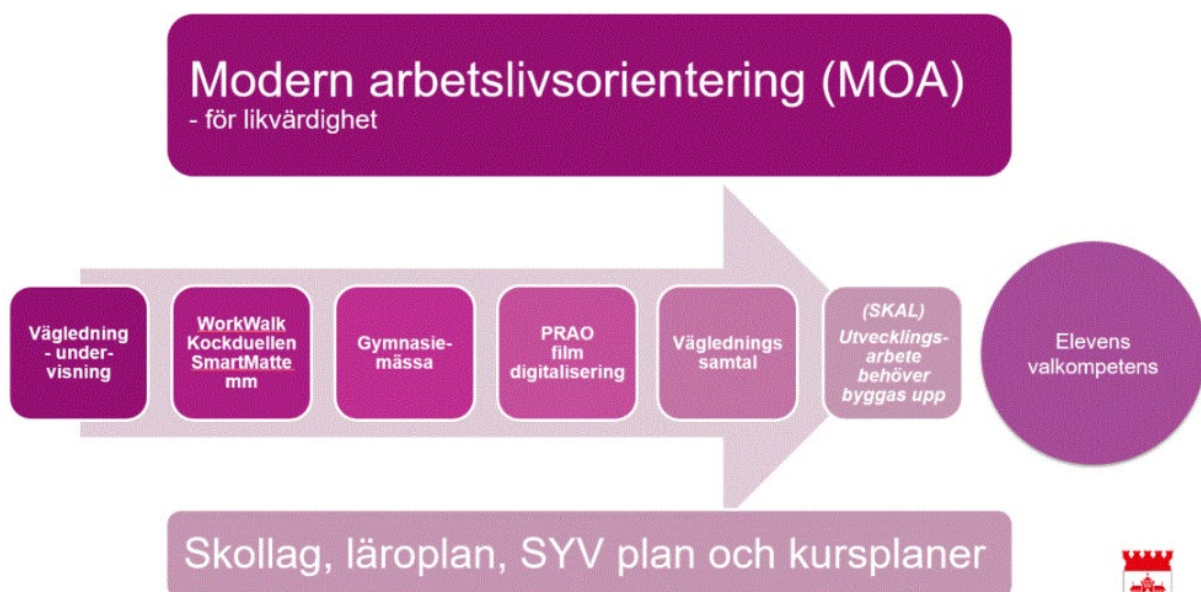 Modern arbetslivsorientering (MOA)
- för likvärdighet
Vägledning
- under-
visning
WorkWalk
Kockduellen
SmartMatte
mm
Gymnasie-
mässa
PRAO
film
digitalisering
Väglednings
samtal
(SKAL)
Utvecklings-
arbete
behöver
byggas upp
Elevens
valkompetens
Skollag, läroplan, SYV plan och kursplaner